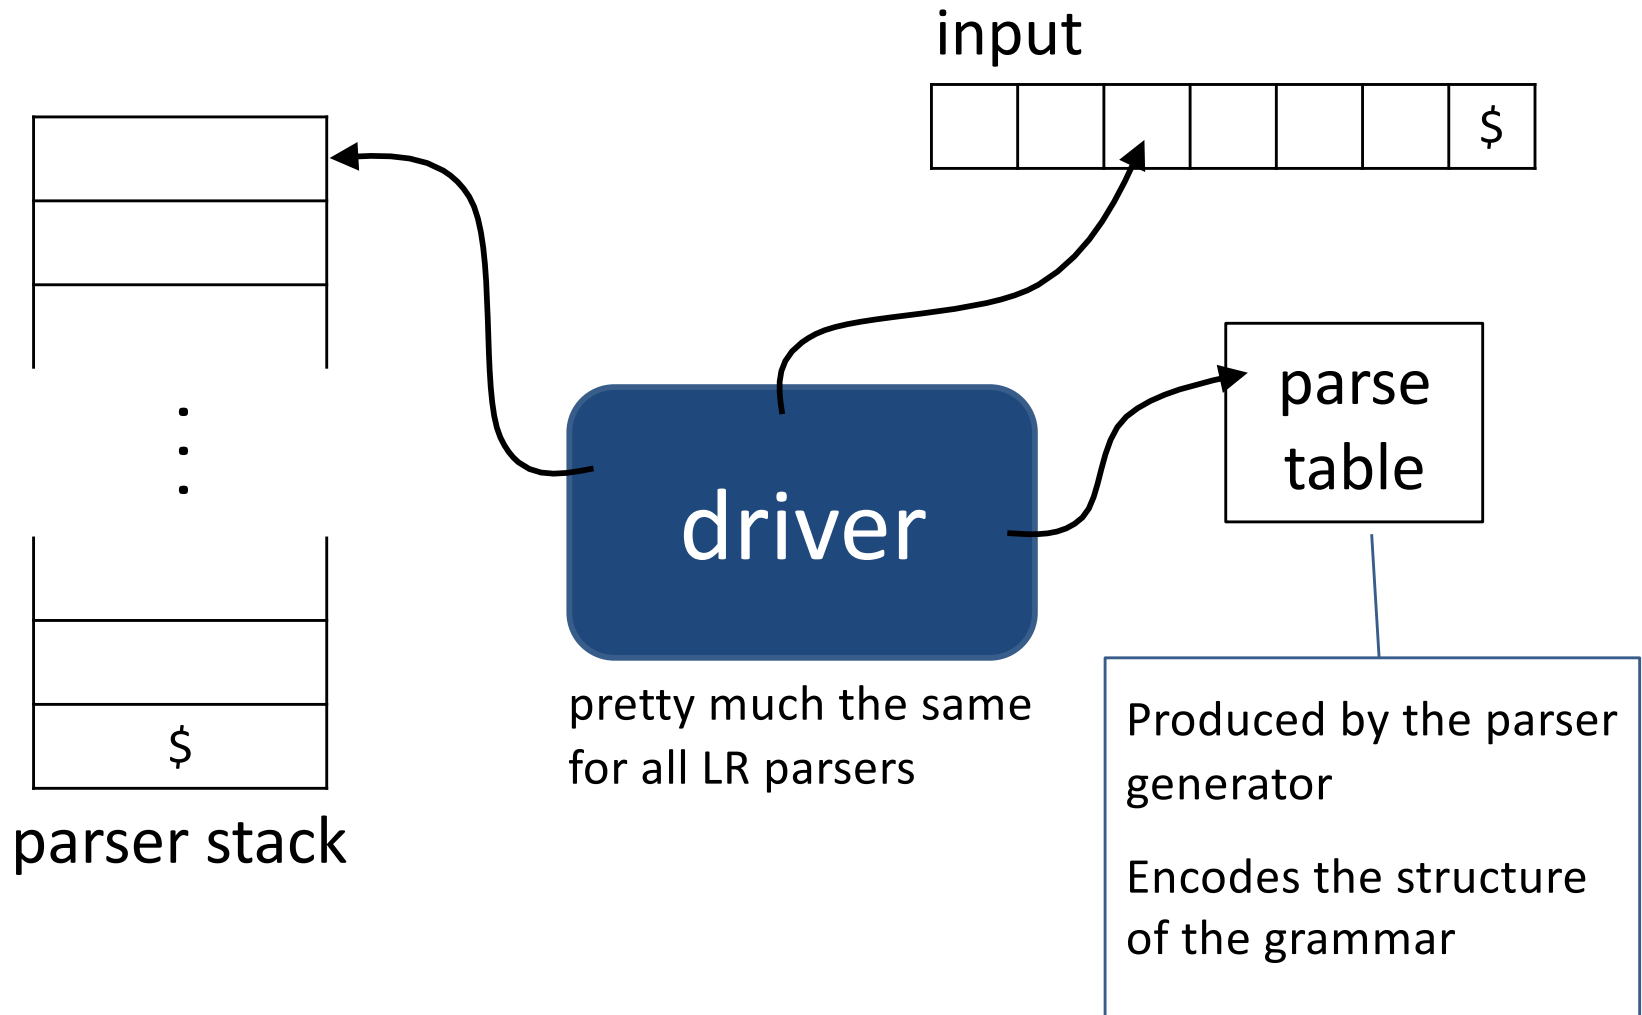 input
$
parse
table
driver
pretty much the same
for all LR parsers
$
parser stack
Produced by the parser
generator
Encodes the structure
of the grammar